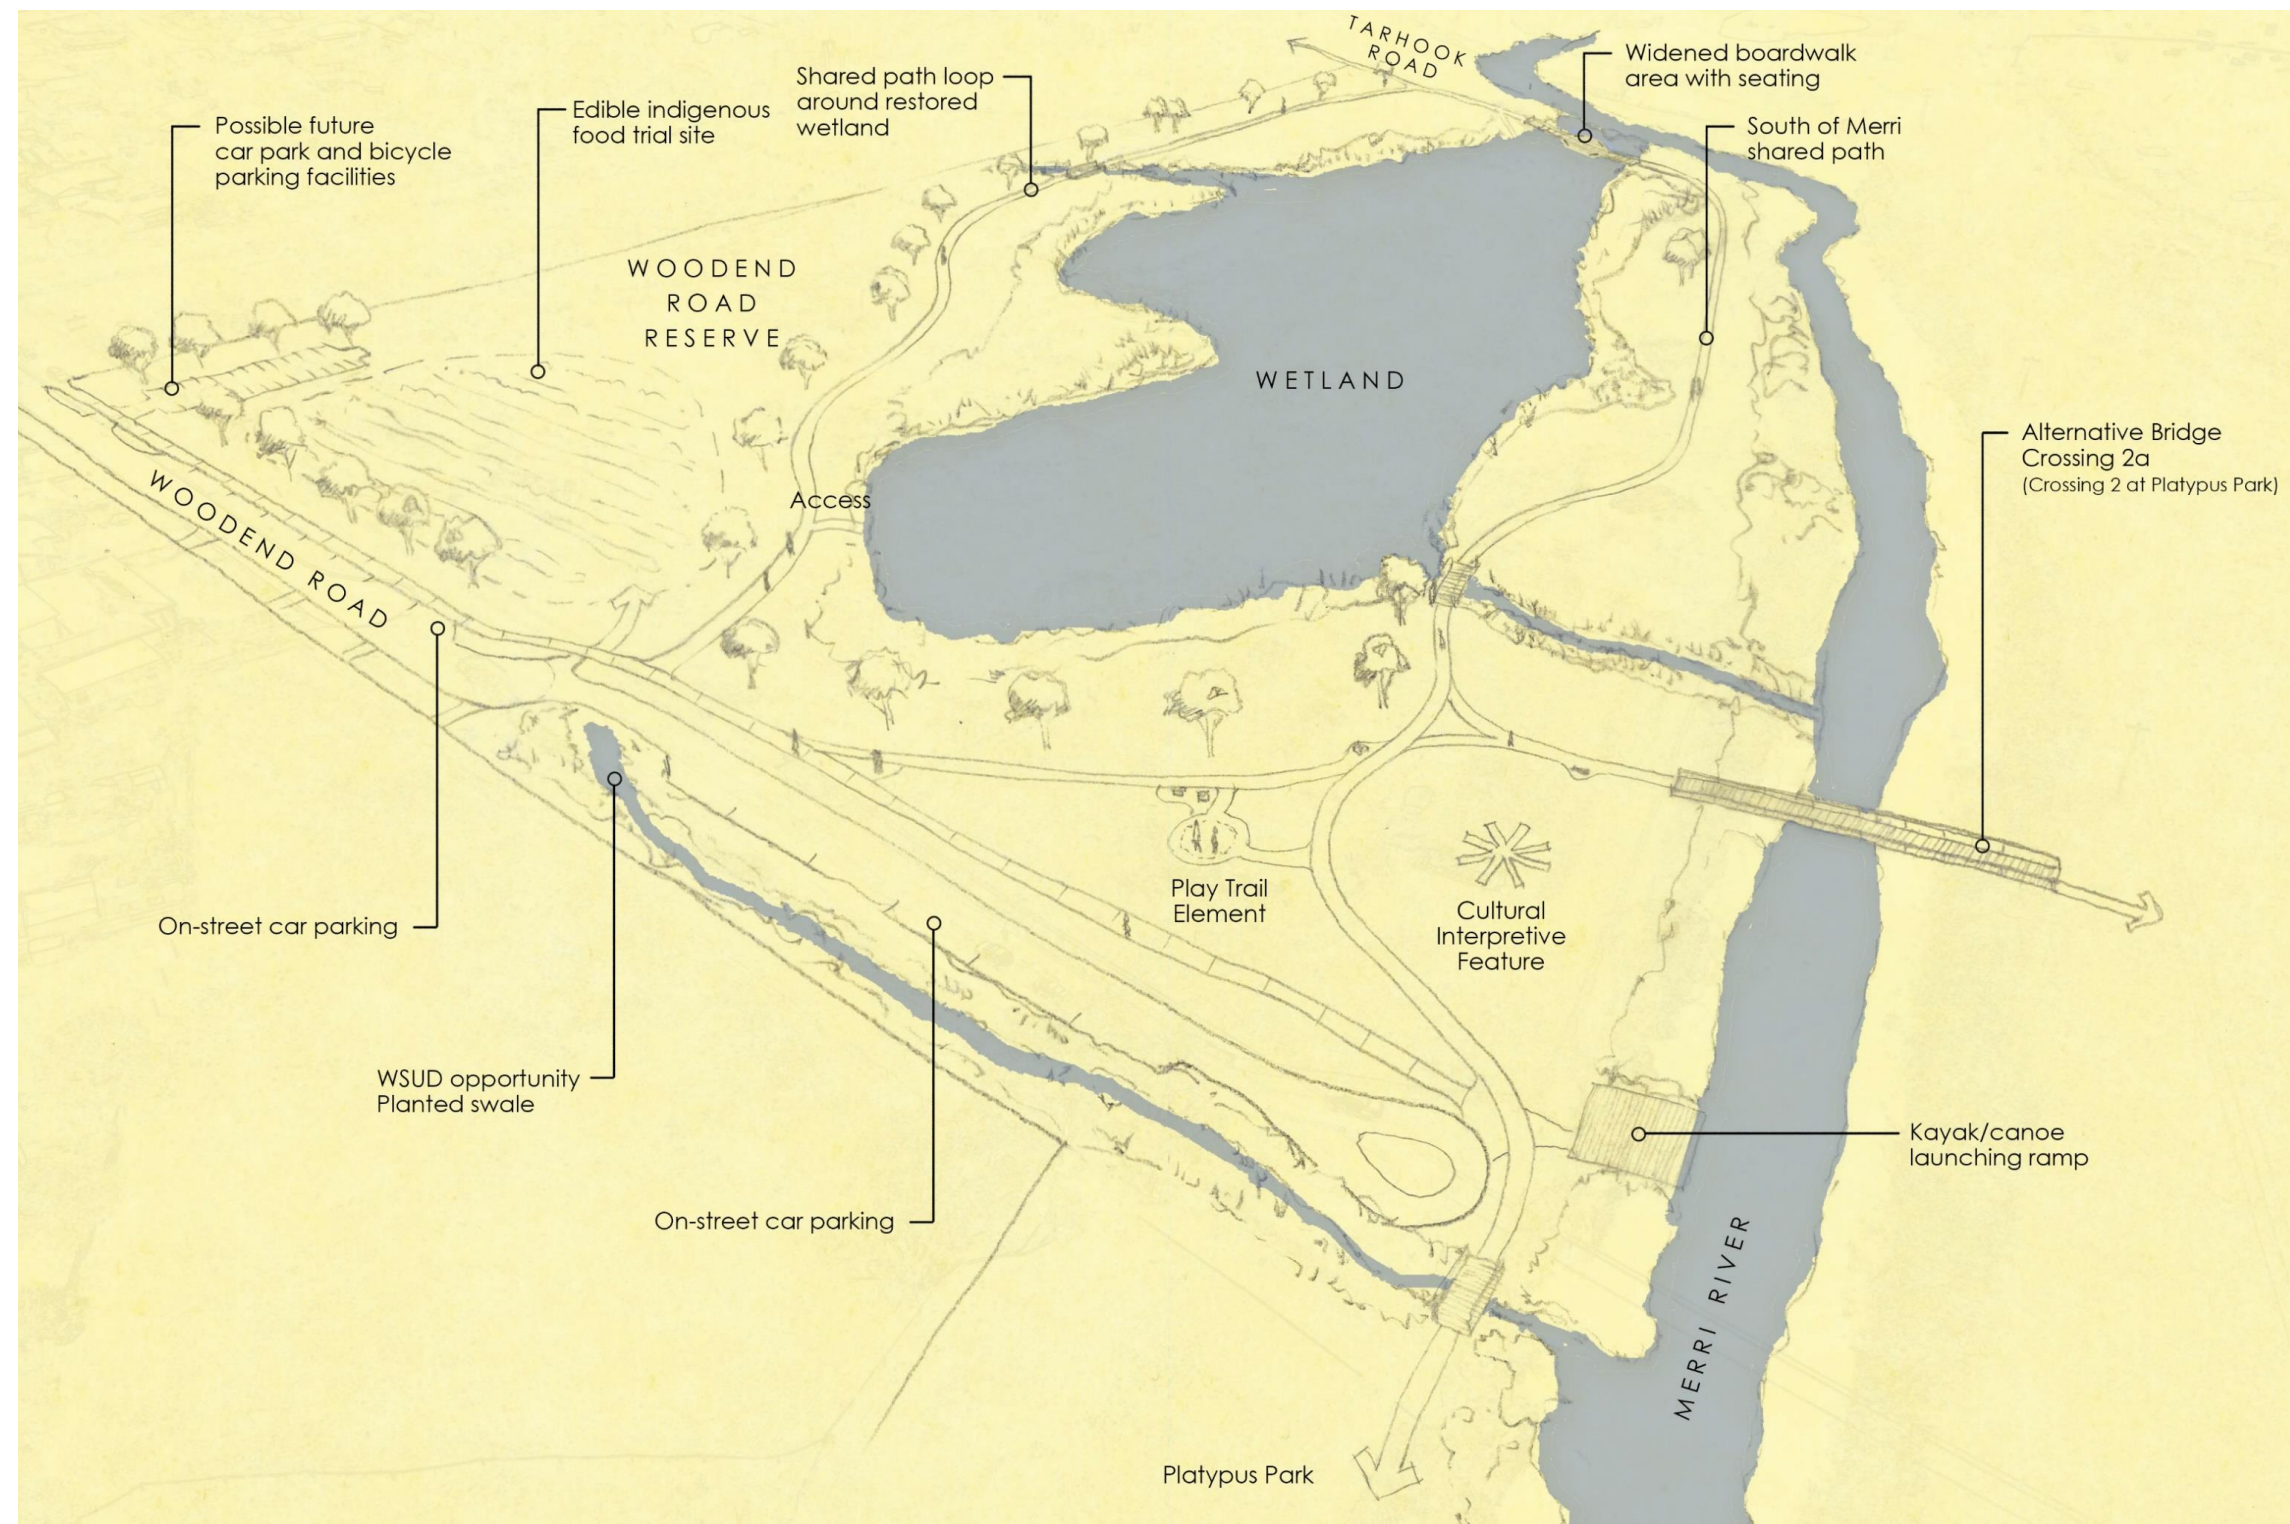 TARHOOK
ROAD
Widened boardwalk
area with seating
Shared path loop
around restored
wetland
Edible indigenous
food trial site
Possible future
car park and bicycle
parking facilities
South of Merri
shared path
WOODEND
ROAD
RESERVE
WETLAND
Alternative Bridge
Crossing 2a
(Crossing 2 at Platypus Park)
Access
WOODEND ROAD
On-street car parking
Play Trail
Element
Cultural
Interpretive
Feature
WSUD opportunity
Planted swale
Kayak/canoe
launching ramp
On-street car parking
MERRI RIVER
Platypus Park